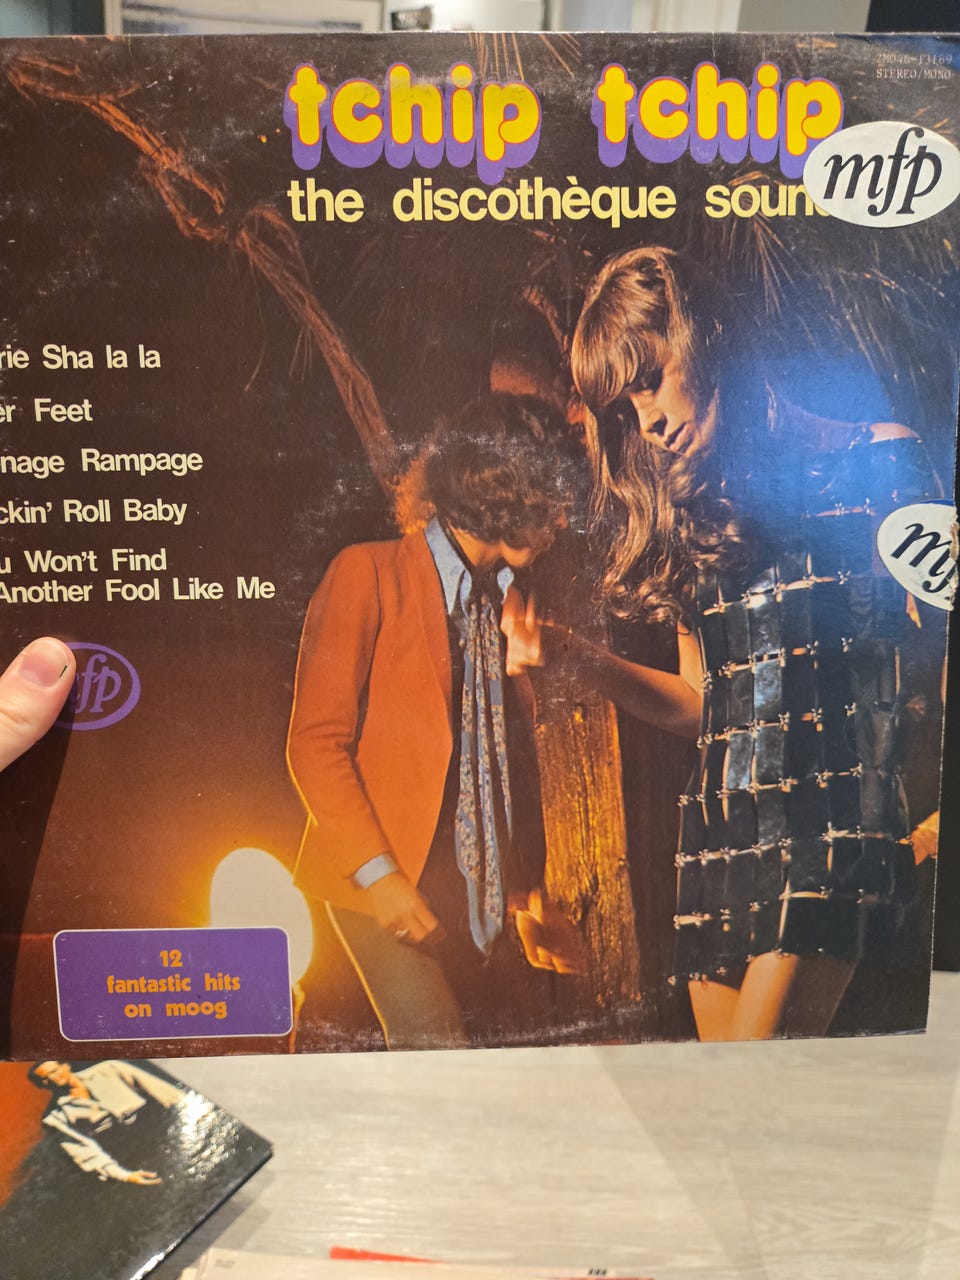 2M046-13169
STEREO/MONO
tchip tchip
the discothèque soun
mfp
rie Sha la la
er Feet
nage Rampage
ckin' Roll Baby
u Won't Find
Another Fool Like Me
mfp
12
fantastic hits
on moog